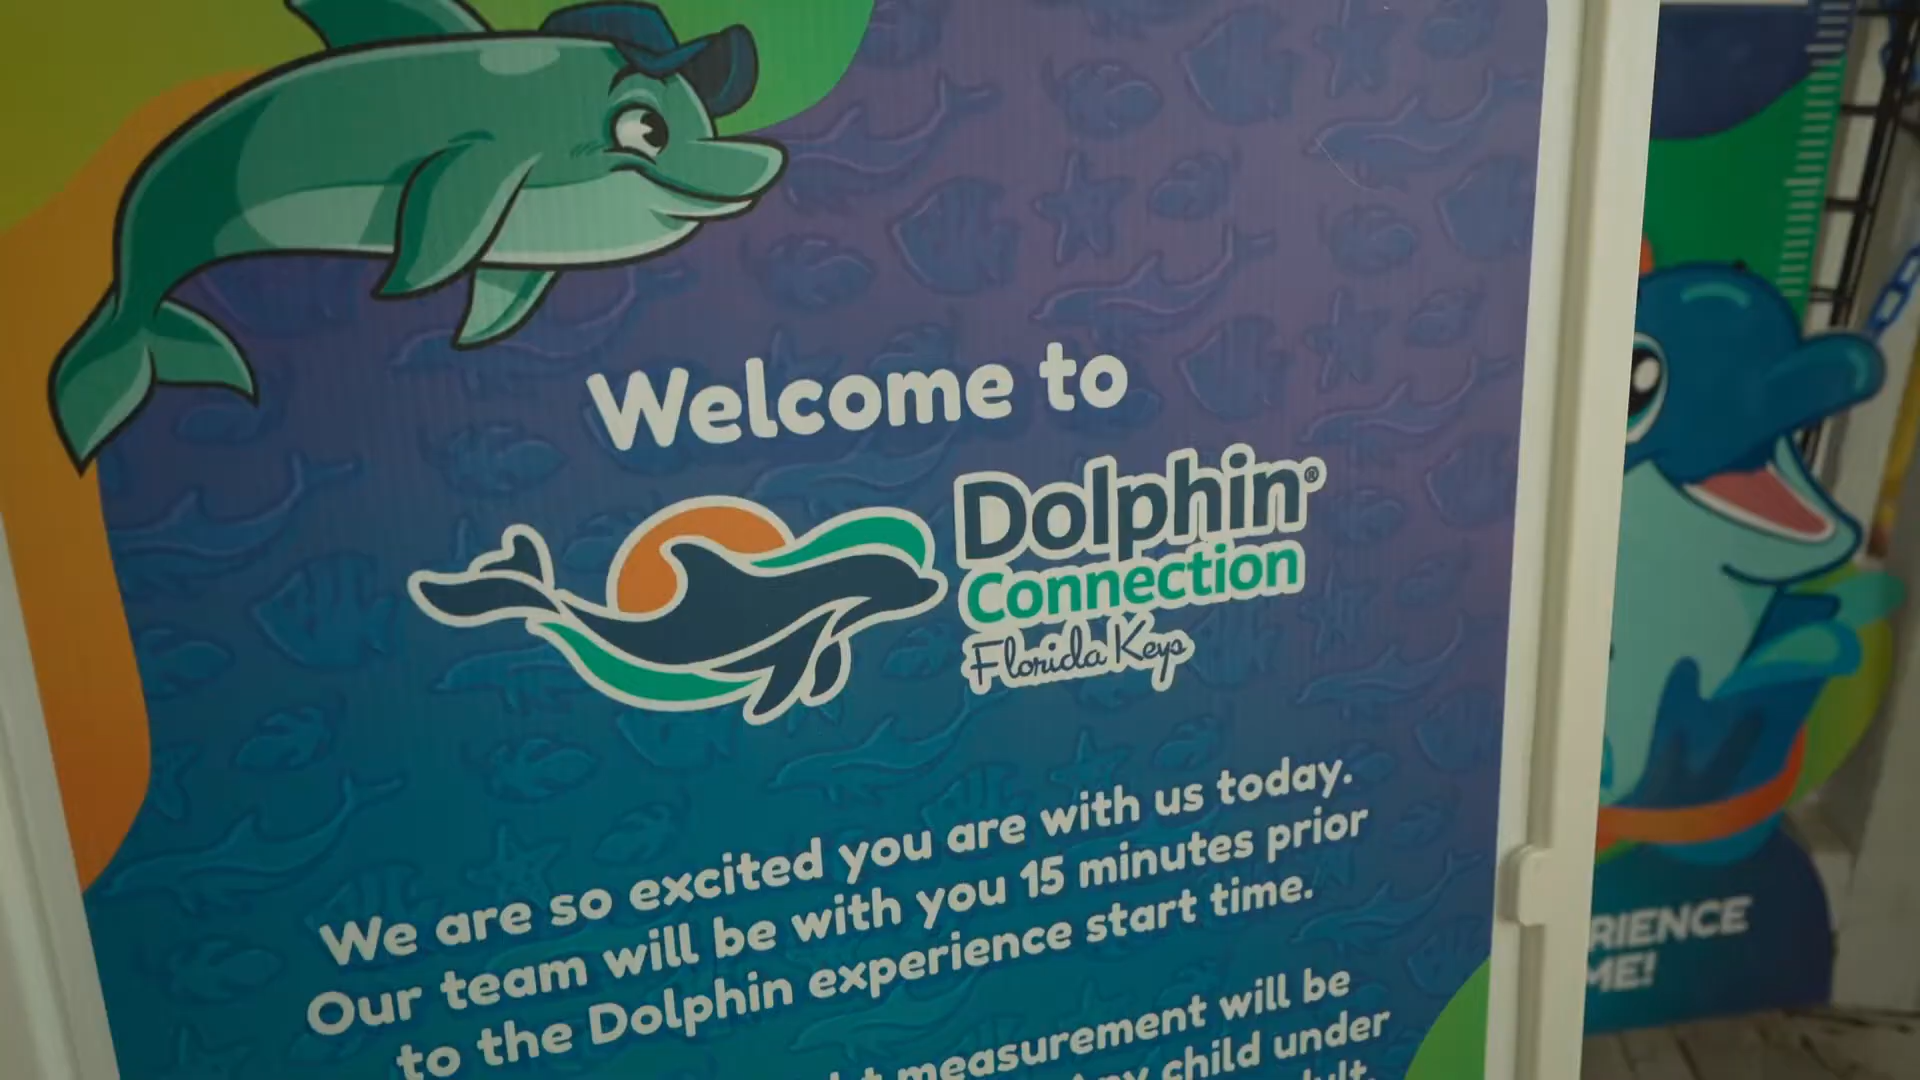 Welcome to
Dolphin®
Connection
Florida Keys
We are so excited you are with us today.
Our team will be with you 15 minutes prior
to the Dolphin experience start time.
measurement will be
child under
RIENCE
ME!